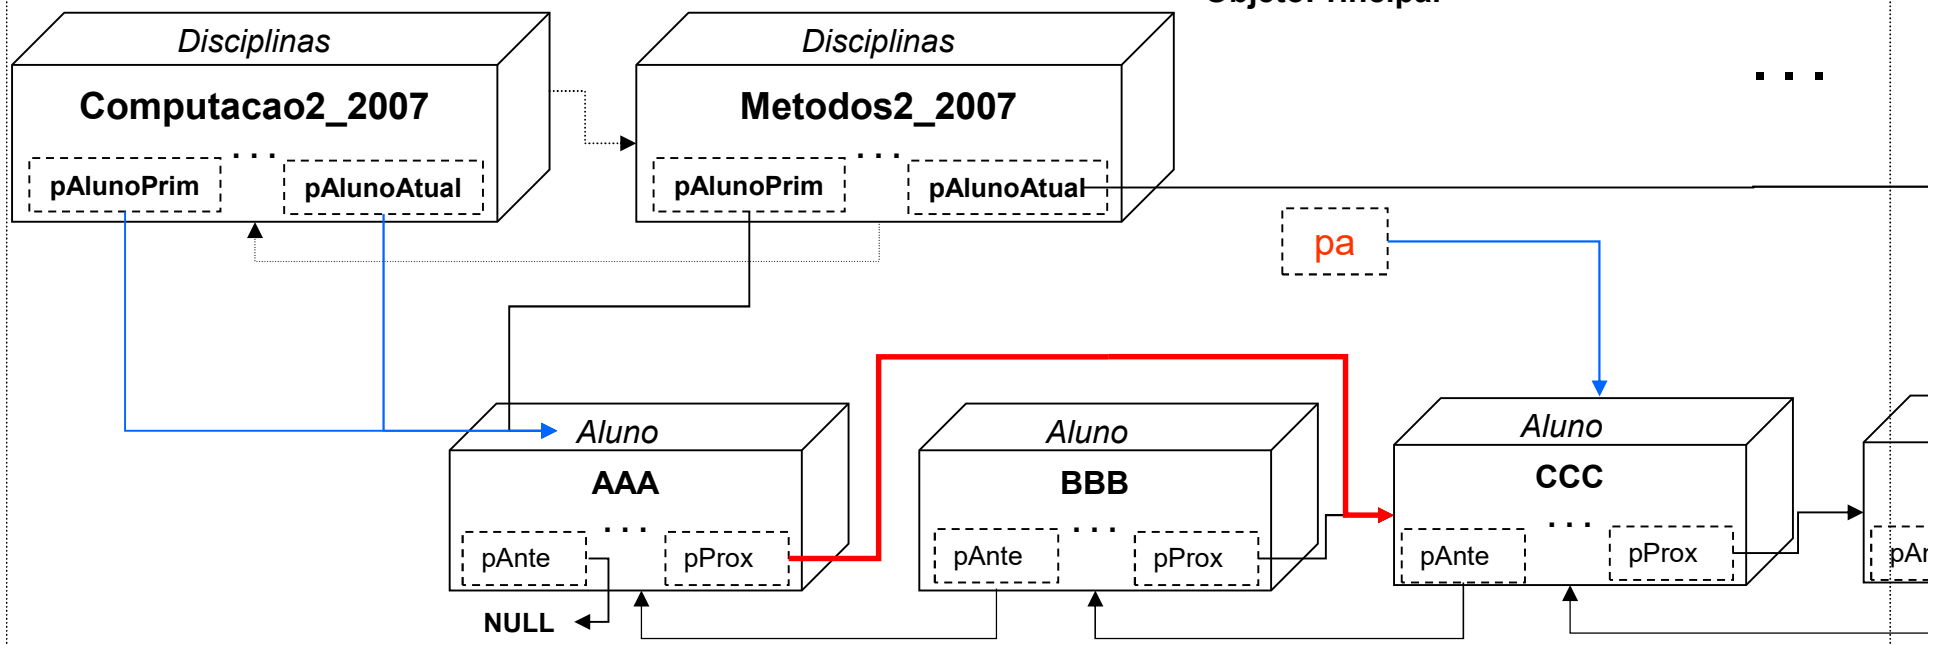 Disciplinas
Disciplinas
Computacao2_2007
Metodos2_2007
. . .
. . .
. . .
pAlunoPrim
pAlunoAtual
pAlunoPrim
pAlunoAtual
pa
Aluno
Aluno
Aluno
AAA
BBB
CCC
. . .
. . .
. . .
pAnte
pProx
pAnte
pProx
pAnte
pProx
NULL